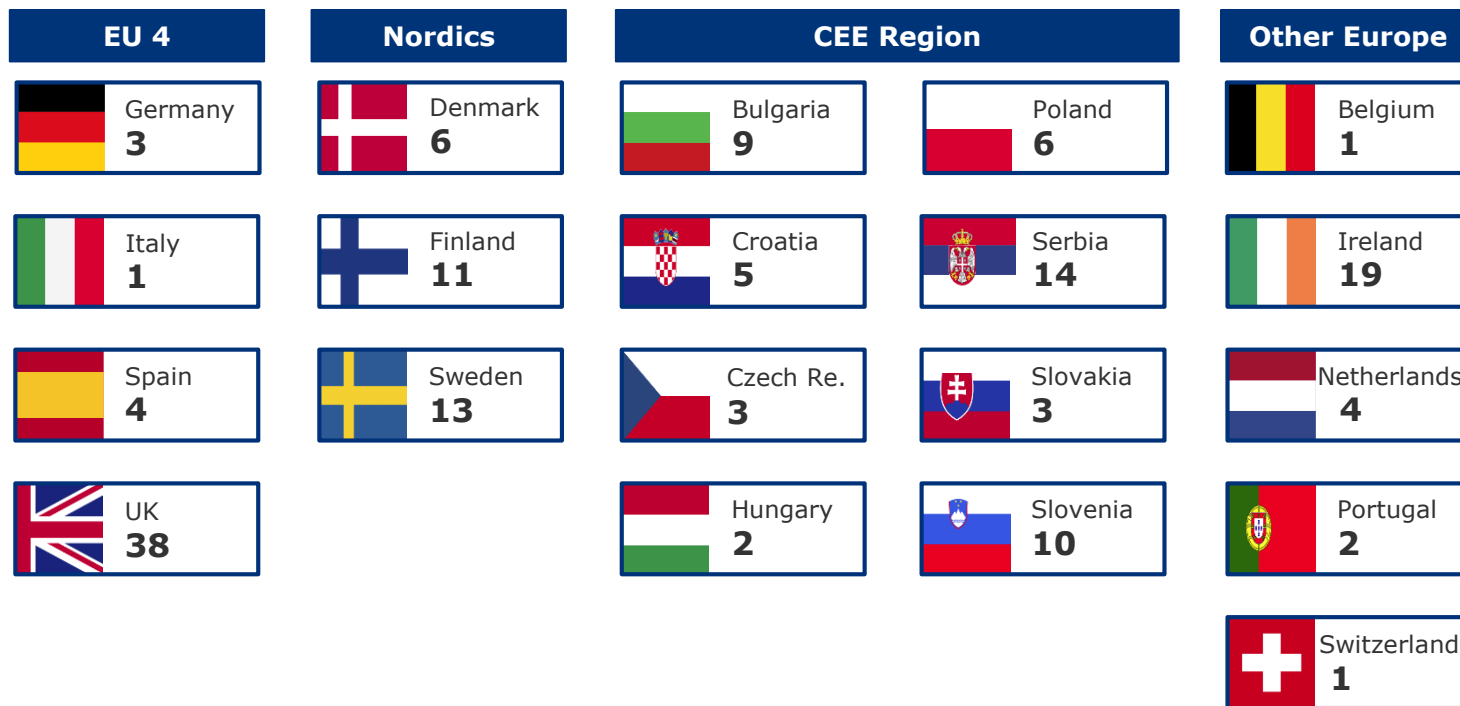 EU 4
Germany
3
Italy
1
Spain
4
UK
38
Nordics
Denmark
6
Finland
11
Sweden
13
CEE Region
Bulgaria
9
Croatia
5
Czech Re.
3
Hungary
2
Poland
6
Serbia
14
Slovakia
3
Slovenia
10
Other Europe
Belgium
1
Ireland
19
Netherlands
4
Portugal
2
Switzerland
1